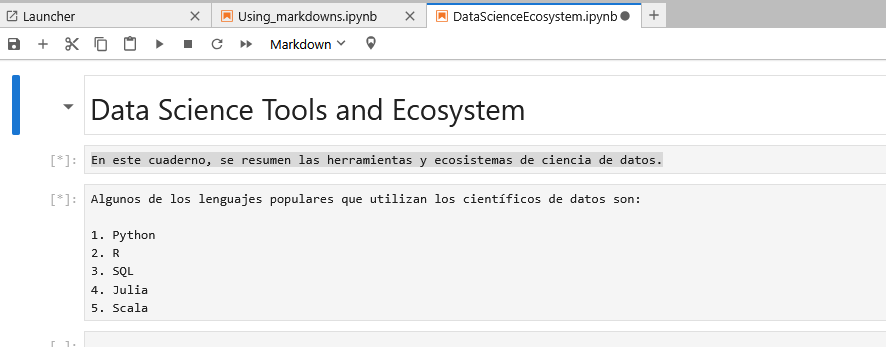 Launcher
Using_markdowns.ipynb
DataScienceEcosystem.ipynb
Markdown
Data Science Tools and Ecosystem
[*]: En este cuaderno, se resumen las herramientas y ecosistemas de ciencia de datos.
[*]: Algunos de los lenguajes populares que utilizan los científicos de datos son:
1. Python
2. R
3. SQL
4. Julia
5. Scala
[ ]: